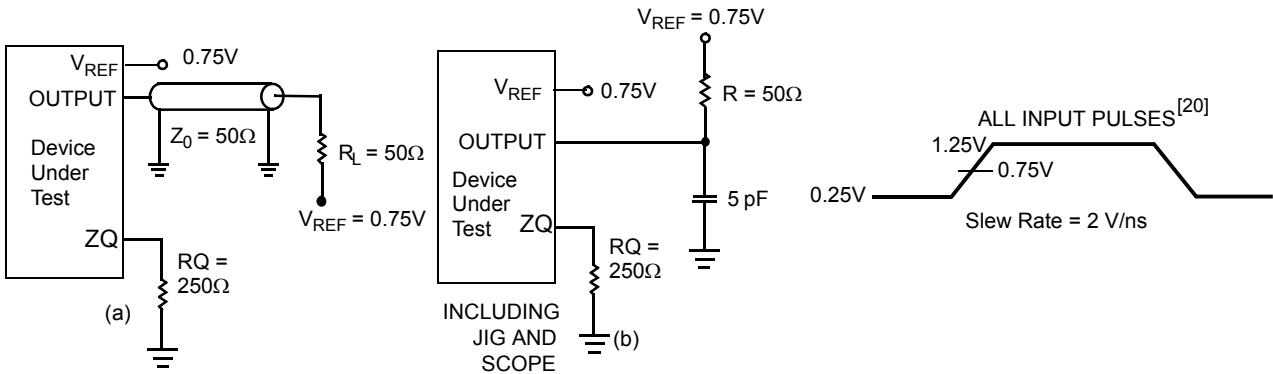 V_REF
0.75V
OUTPUT
Z_0 = 50Ω
Device
Under
Test
R_L = 50Ω
V_REF = 0.75V
ZQ
RQ =
250Ω
(a)
V_REF = 0.75V
R = 50Ω
V_REF
0.75V
OUTPUT
Device
Under
Test
5 pF
ZQ
RQ =
250Ω
INCLUDING
JIG AND
SCOPE
(b)
ALL INPUT PULSES[20]
1.25V
0.75V
0.25V
Slew Rate = 2 V/ns